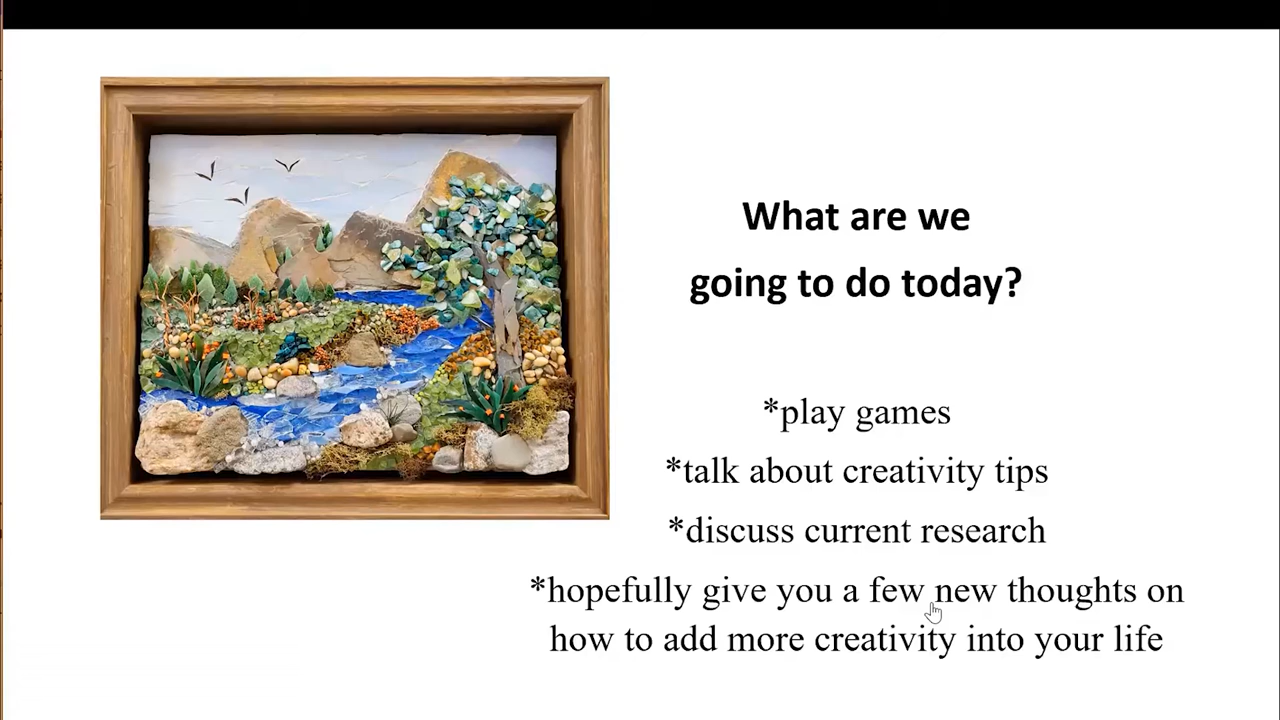 What are we
going to do today?
*play games
*talk about creativity tips
*discuss current research
*hopefully give you a few new thoughts on
how to add more creativity into your life